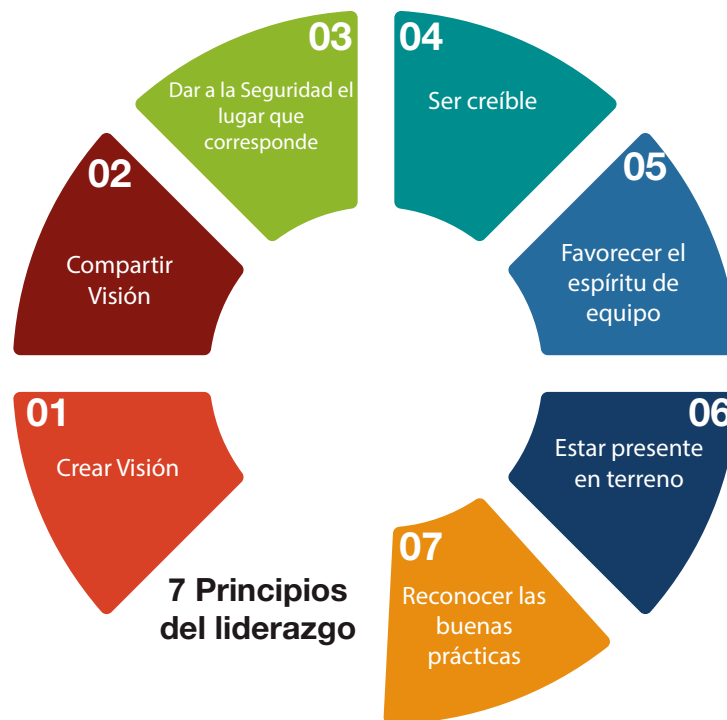 01
Crear Visión
02
Compartir
Visión
03
Dar a la Seguridad el
lugar que
corresponde
04
Ser creíble
05
Favorecer el
espíritu de
equipo
06
Estar presente
en terreno
07
Reconocer las
buenas
prácticas
7 Principios
del liderazgo